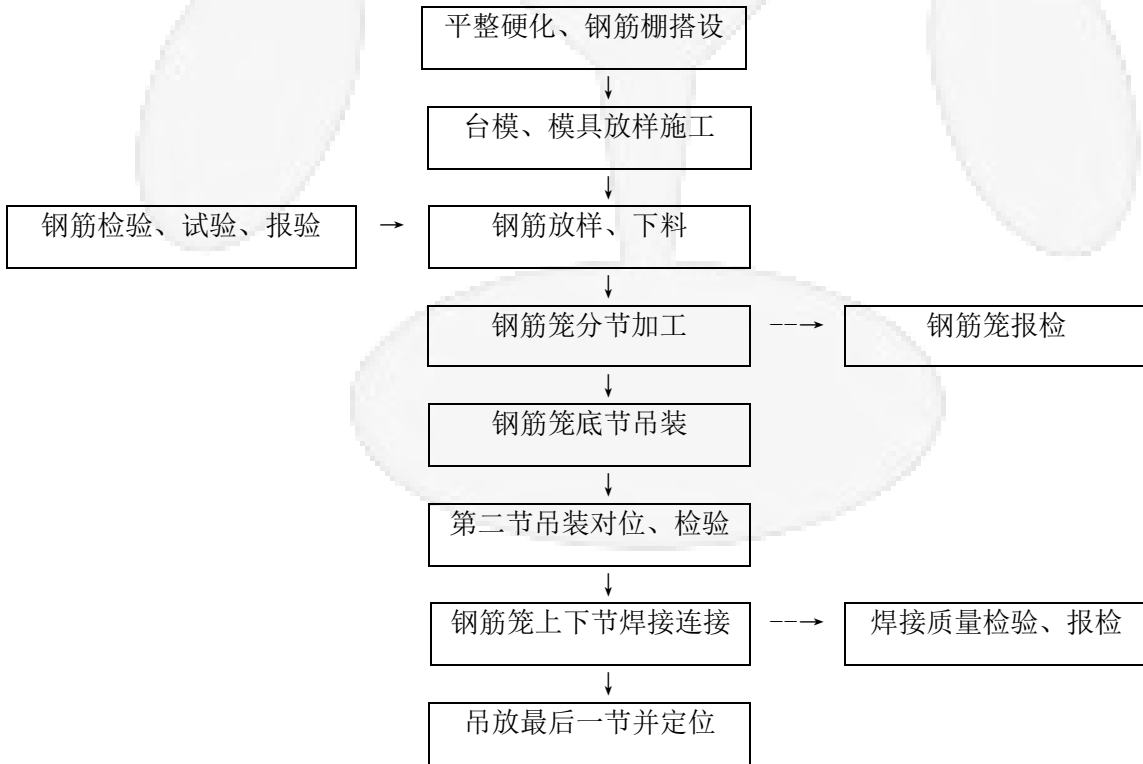 平整硬化、钢筋棚搭设
↓
台模、模具放样施工
↓
钢筋检验、试验、报验 → 钢筋放样、下料
↓
钢筋笼分节加工 --→ 钢筋笼报检
↓
钢筋笼底节吊装
↓
第二节吊装对位、检验
↓
钢筋笼上下节焊接连接 --→ 焊接质量检验、报检
↓
吊放最后一节并定位